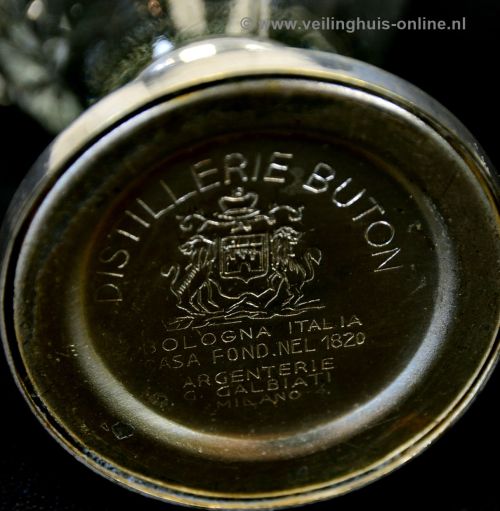 © www.veilinghuis-online.nl
DISTILLERIE BUTON
BOLOGNA ITALIA
CASA FOND. NEL 1820
ARGENTERIE
G. GALBIATI
MILANO